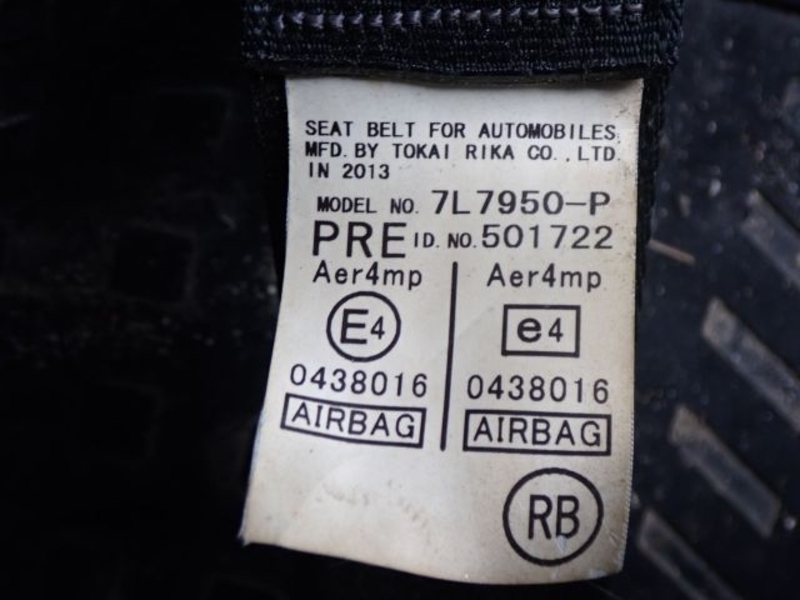 SEAT BELT FOR AUTOMOBILES
MFD. BY TOKAI RIKA CO.,LTD.
IN 2013
MODEL NO. 7L7950-P
PRE ID. NO. 501722
Aer4mp Aer4mp
E4 e4
0438016 0438016
AIRBAG AIRBAG
RB